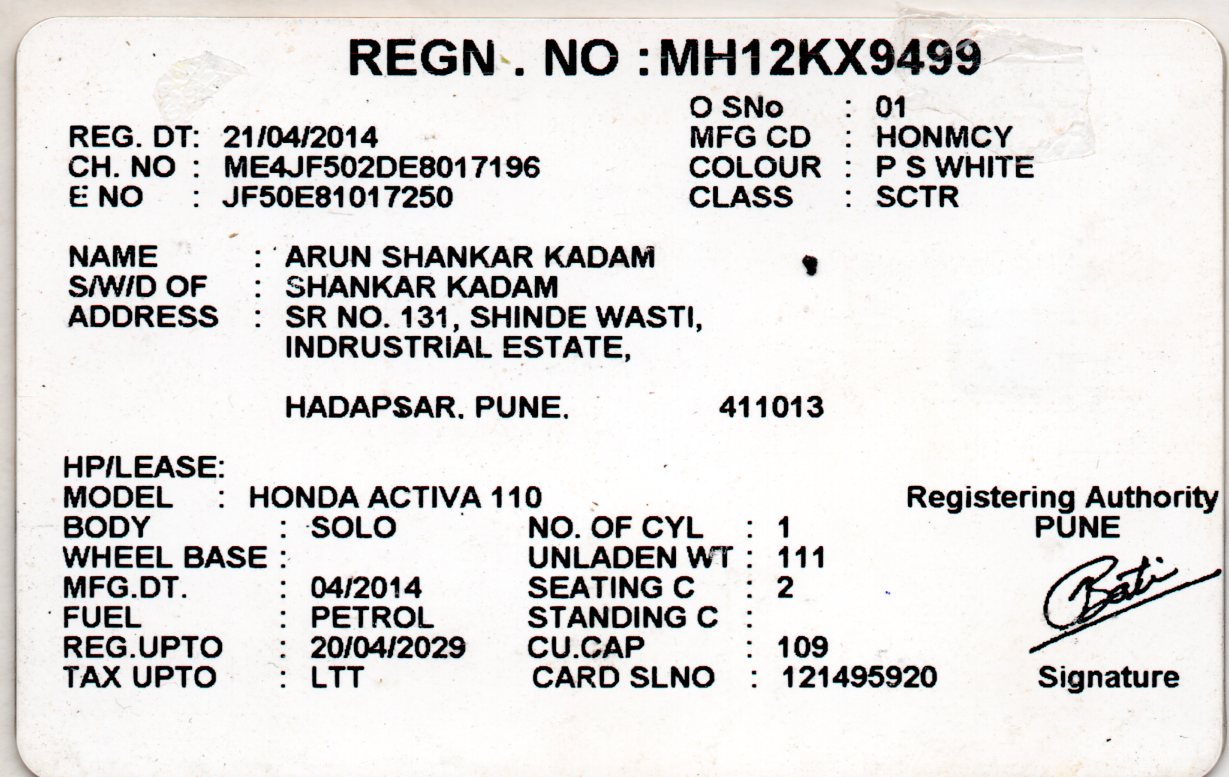 REGN . NO : MH12KX9499
O SNo : 01
REG. DT: 21/04/2014 MFG CD : HONMCY
CH. NO : ME4JF502DE8017196 COLOUR : P S WHITE
E NO : JF50E81017250 CLASS : SCTR
NAME : ARUN SHANKAR KADAM
S/W/D OF : SHANKAR KADAM
ADDRESS : SR NO. 131, SHINDE WASTI,
INDRUSTRIAL ESTATE,
HADAPSAR, PUNE. 411013
HP/LEASE:
MODEL : HONDA ACTIVA 110 Registering Authority
BODY : SOLO NO. OF CYL : 1 PUNE
WHEEL BASE : UNLADEN WT : 111
MFG.DT. : 04/2014 SEATING C : 2
FUEL : PETROL STANDING C :
REG.UPTO : 20/04/2029 CU.CAP : 109
TAX UPTO : LTT CARD SLNO : 121495920 Signature